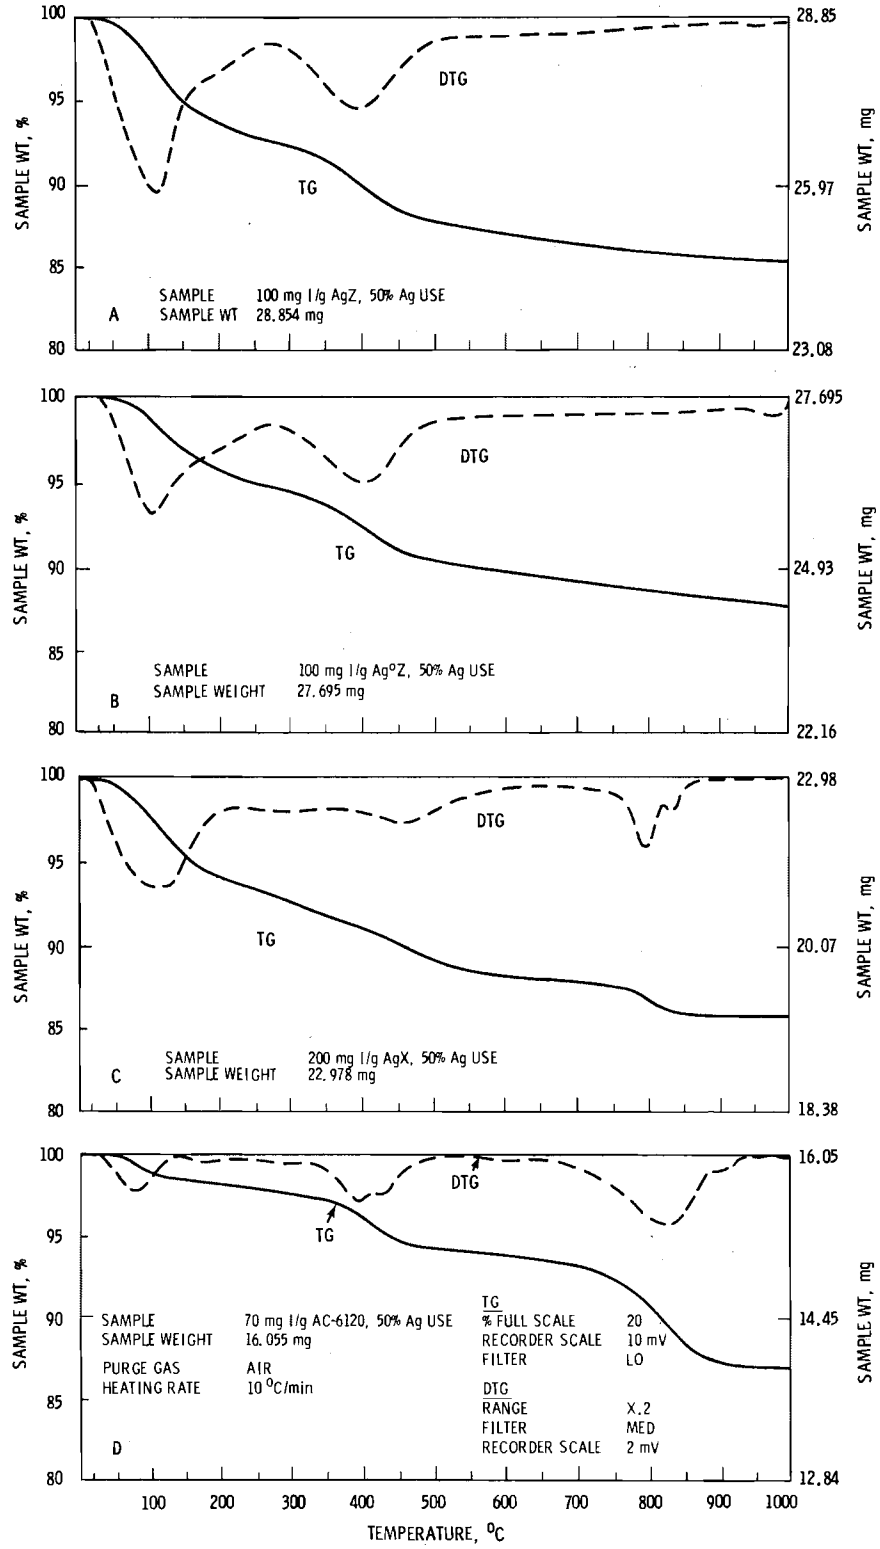 100
95
90
85
80
SAMPLE WT, %
28.85
25.97
23.08
SAMPLE WT, mg
DTG
TG
A
SAMPLE 100 mg I/g AgZ, 50% Ag USE
SAMPLE WT 28.854 mg
100
95
90
85
80
SAMPLE WT, %
27.695
24.93
22.16
SAMPLE WT, mg
DTG
TG
B
SAMPLE 100 mg I/g Ag°Z, 50% Ag USE
SAMPLE WEIGHT 27.695 mg
100
95
90
85
80
SAMPLE WT, %
22.98
20.07
18.38
SAMPLE WT, mg
DTG
TG
C
SAMPLE 200 mg I/g AgX, 50% Ag USE
SAMPLE WEIGHT 22.978 mg
100
95
90
85
80
SAMPLE WT, %
16.05
14.45
12.84
SAMPLE WT, mg
DTG
TG
SAMPLE 70 mg I/g AC-6120, 50% Ag USE
SAMPLE WEIGHT 16.055 mg
PURGE GAS AIR
HEATING RATE 10 °C/min
TG
% FULL SCALE 20
RECORDER SCALE 10 mV
FILTER LO
DTG
RANGE X.2
FILTER MED
RECORDER SCALE 2 mV
D
100 200 300 400 500 600 700 800 900 1000
TEMPERATURE, °C